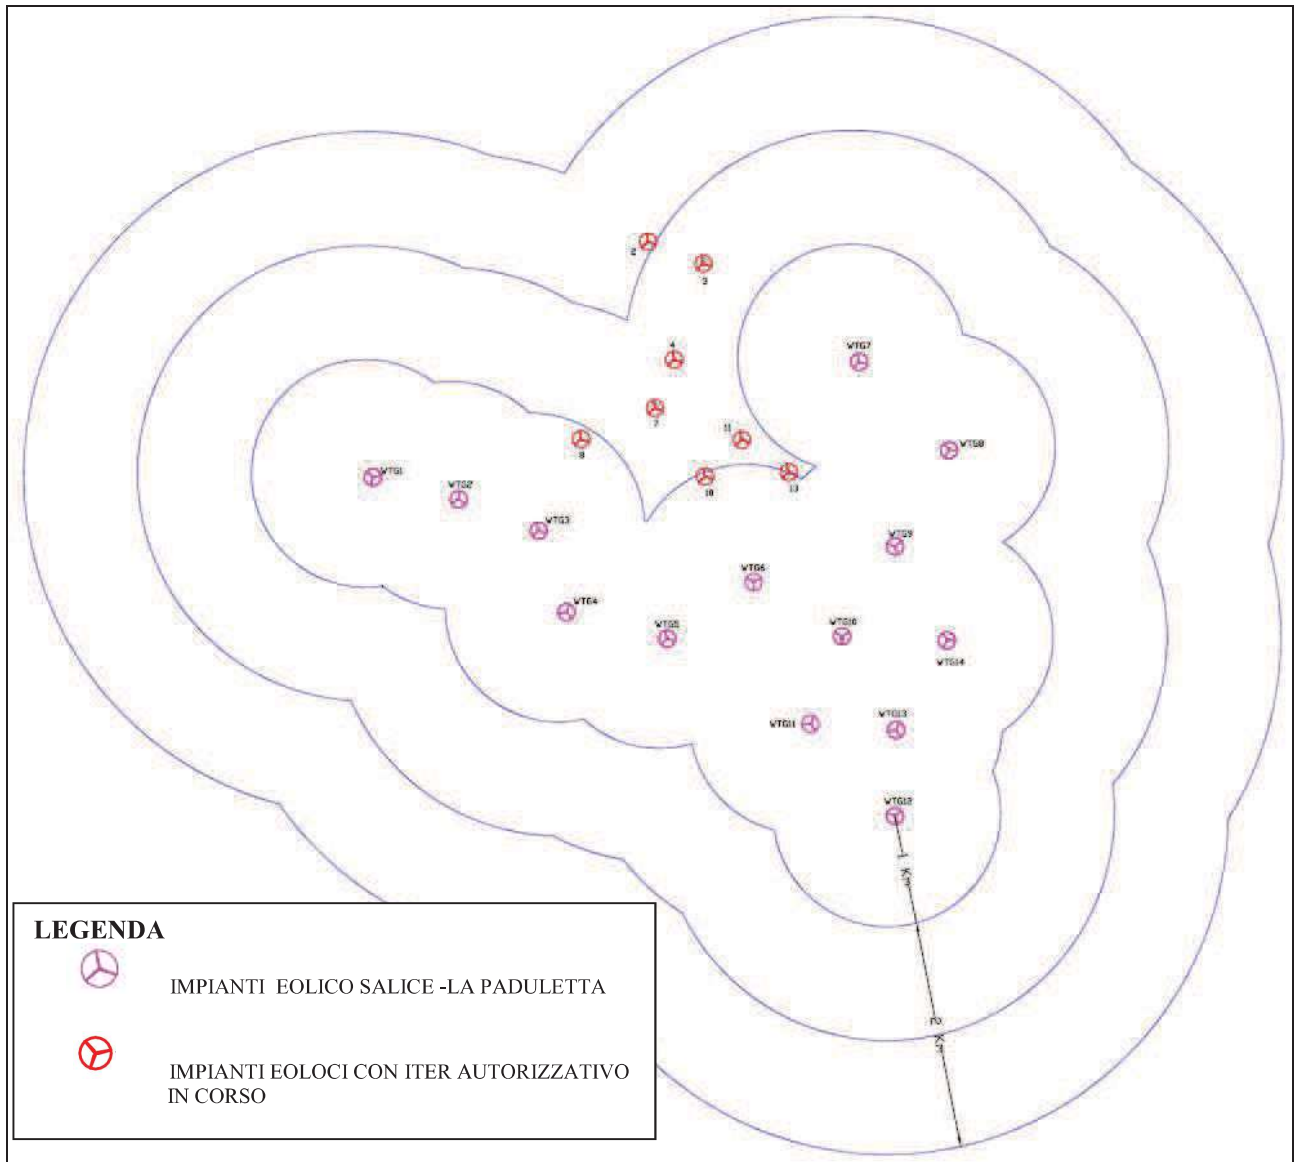 2
3
4
WTG7
7
11
8
WTG8
WTG1
WTG2
10
13
WTG3
WTG9
WTG6
WTG4
WTG5
WTG10
WTG14
WTG11
WTG13
WTG12
1 Km
2 Km
LEGENDA
IMPIANTI EOLICO SALICE -LA PADULETTA
IMPIANTI EOLOCI CON ITER AUTORIZZATIVO
IN CORSO